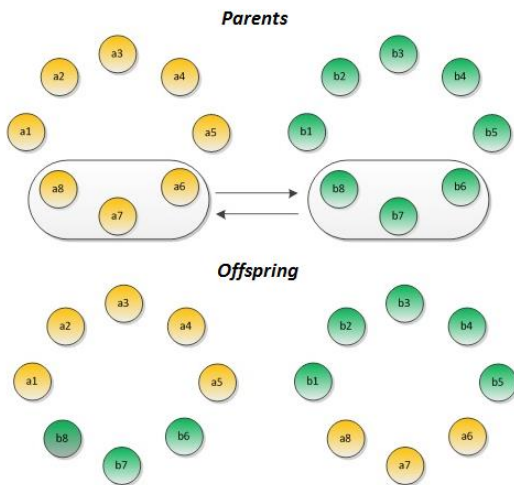 Parents
a3 b3
a2 a4 b2 b4
a1 a5 b1 b5
a8 a6 b8 b6
a7 b7
Offspring
a3 b3
a2 a4 b2 b4
a1 a5 b1 b5
b8 b6 a8 a6
b7 a7